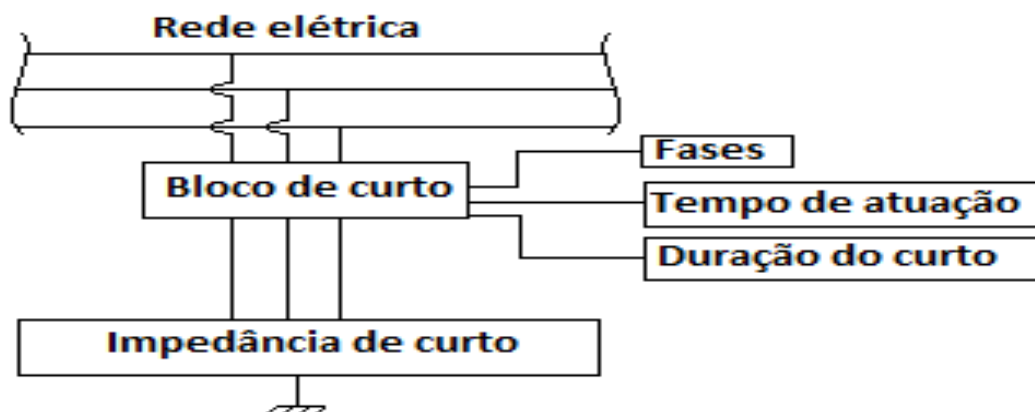 Rede elétrica
Fases
Bloco de curto
Tempo de atuação
Duração do curto
Impedância de curto